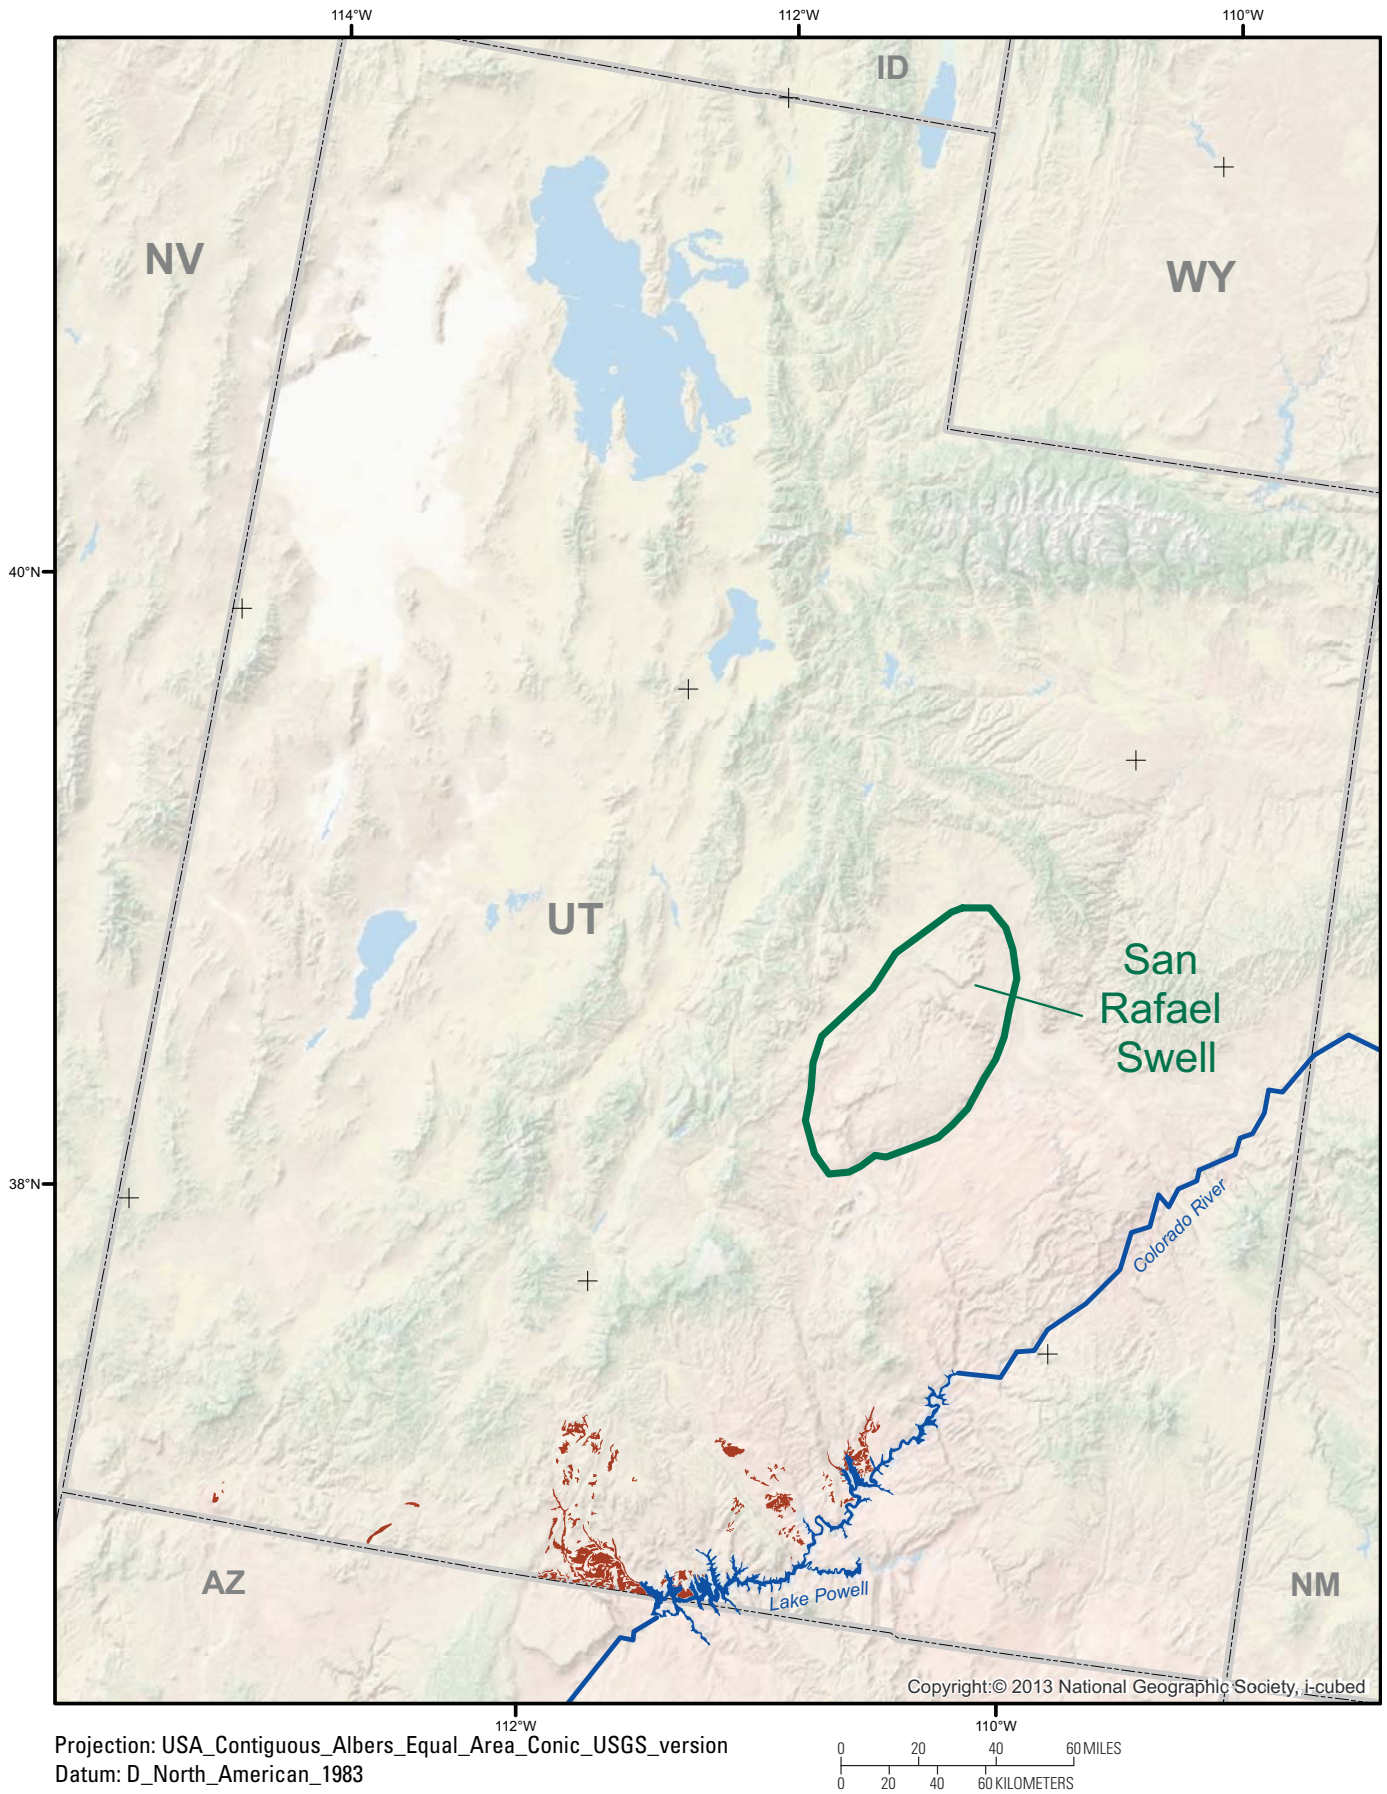 114°W
112°W
110°W
ID
NV
WY
40°N
UT
San
Rafael
Swell
38°N
Colorado River
AZ
Lake Powell
NM
Copyright:© 2013 National Geographic Society, i-cubed
112°W
110°W
Projection: USA_Contiguous_Albers_Equal_Area_Conic_USGS_version
Datum: D_North_American_1983
0 20 40 60 MILES
0 20 40 60 KILOMETERS